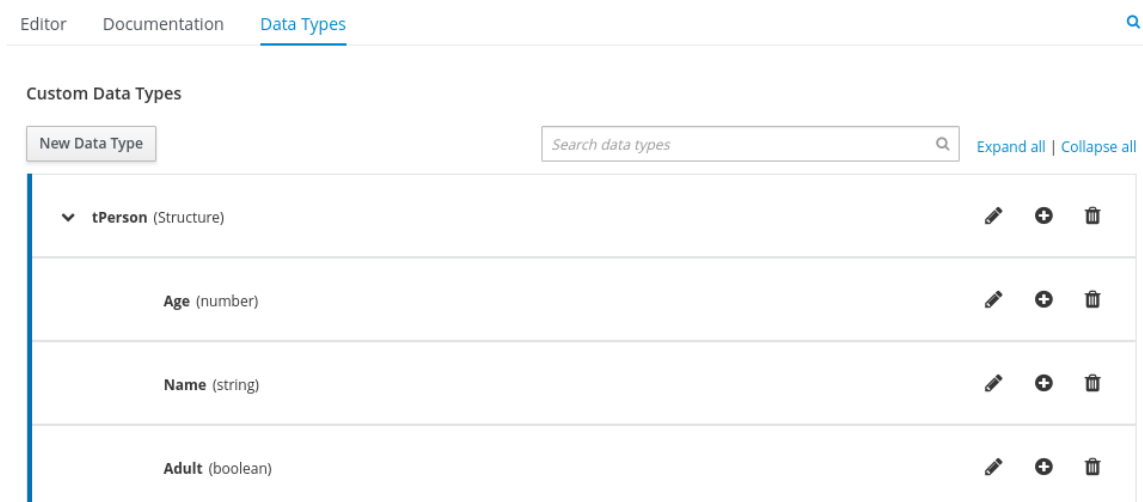 Editor Documentation Data Types
Custom Data Types
New Data Type Search data types Expand all | Collapse all
tPerson (Structure)
Age (number)
Name (string)
Adult (boolean)